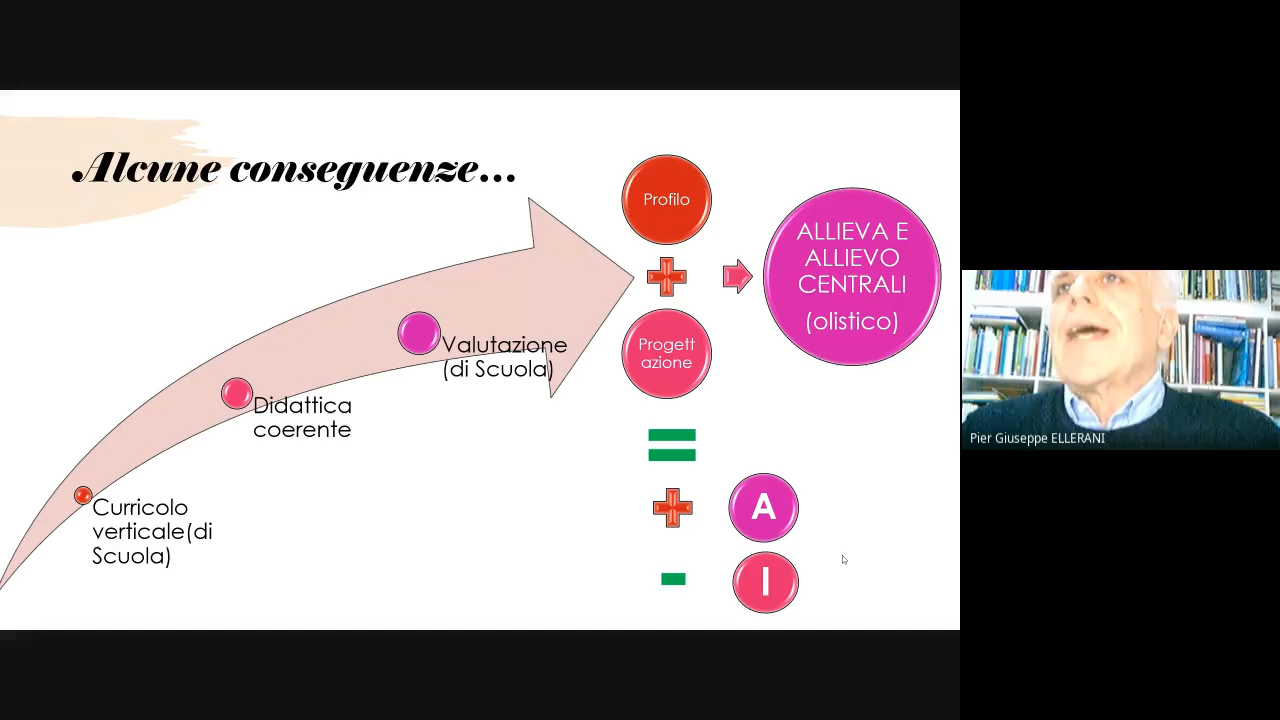 Alcune conseguenze...
Curricolo
verticale(di
Scuola)
Didattica
coerente
Valutazione
(di Scuola)
Profilo
+
Progett
azione
ALLIEVA E
ALLIEVO
CENTRALI
(olistico)
=
+ A
- I
Pier Giuseppe ELLERANI